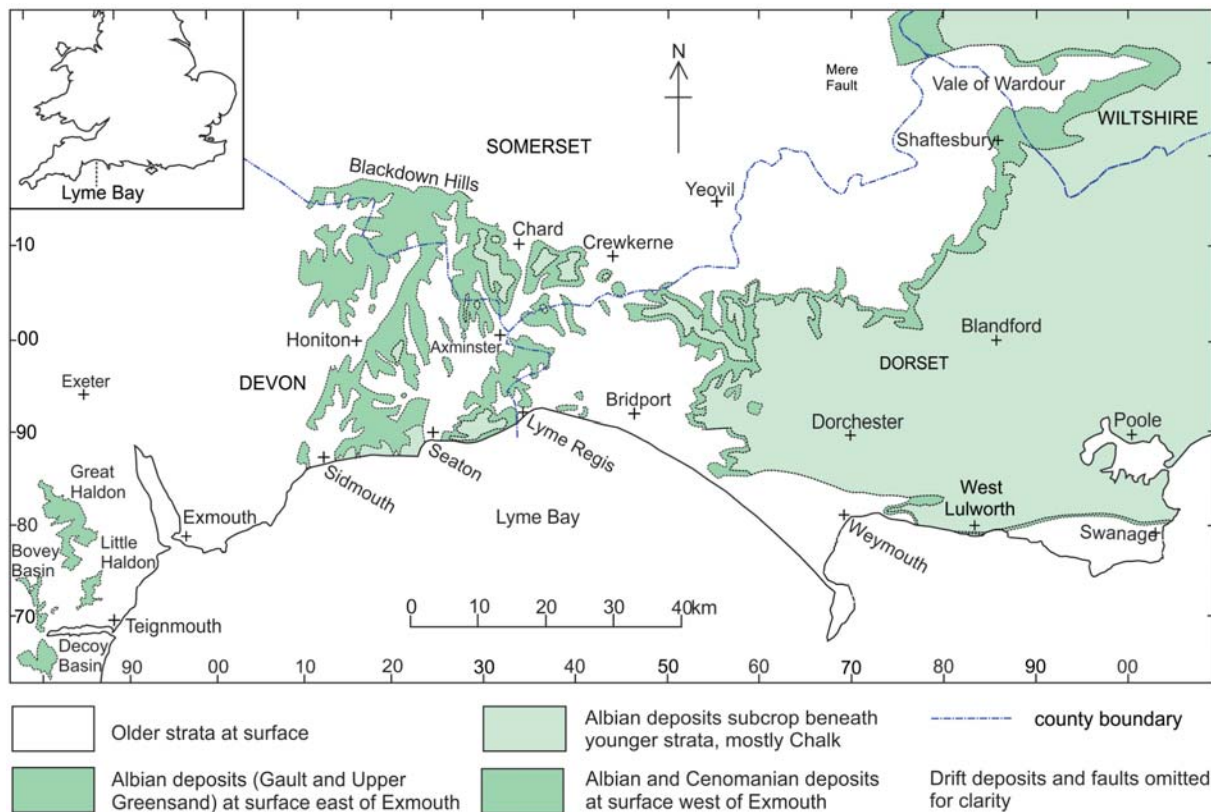 Lyme Bay
N
Mere
Fault
Vale of Wardour
WILTSHIRE
SOMERSET
Shaftesbury
Blackdown Hills
Yeovil
Chard
Crewkerne
10
00
Honiton
Axminster
Blandford
DEVON
DORSET
Exeter
Bridport
Dorchester
Poole
90
Lyme Regis
Seaton
Sidmouth
Great
Haldon
West
Lulworth
Exmouth
Lyme Bay
80
Weymouth
Swanage
Bovey
Basin
Little
Haldon
0 10 20 30 40km
70
Teignmouth
Decoy
Basin
90 00 10 20 30 40 50 60 70 80 90 00
Older strata at surface
Albian deposits subcrop beneath
younger strata, mostly Chalk
county boundary
Albian deposits (Gault and Upper
Greensand) at surface east of Exmouth
Albian and Cenomanian deposits
at surface west of Exmouth
Drift deposits and faults omitted
for clarity